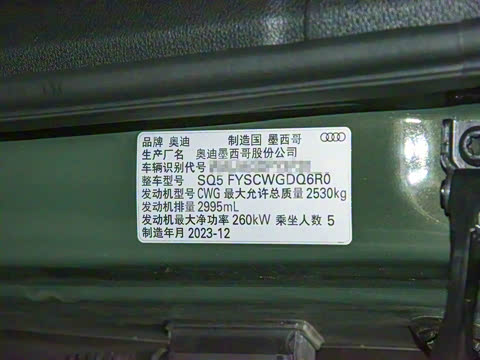 品牌 奥迪 制造国 墨西哥
生产厂名 奥迪墨西哥股份公司
车辆识别代号
整车型号 SQ5 FYSCWGDQ6R0
发动机型号 CWG 最大允许总质量 2530kg
发动机排量 2995mL
发动机最大净功率 260kW 乘坐人数 5
制造年月 2023-12